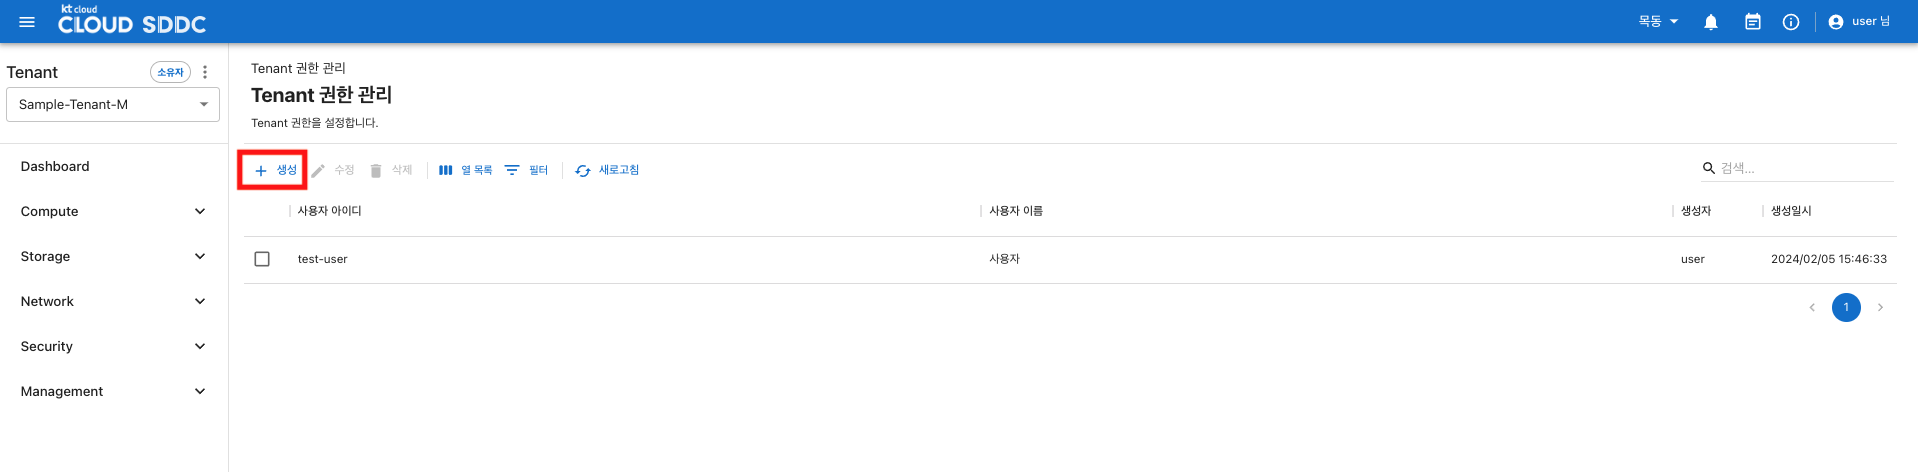 kt cloud
CLOUD SDDC
목동
user 님
Tenant
소유자
Sample-Tenant-M
Dashboard
Compute
Storage
Network
Security
Management
Tenant 권한 관리
Tenant 권한 관리
Tenant 권한을 설정합니다.
+ 생성 수정 삭제 열 목록 필터 새로고침
검색...
사용자 아이디 사용자 이름 생성자 생성일시
test-user 사용자 user 2024/02/05 15:46:33
1